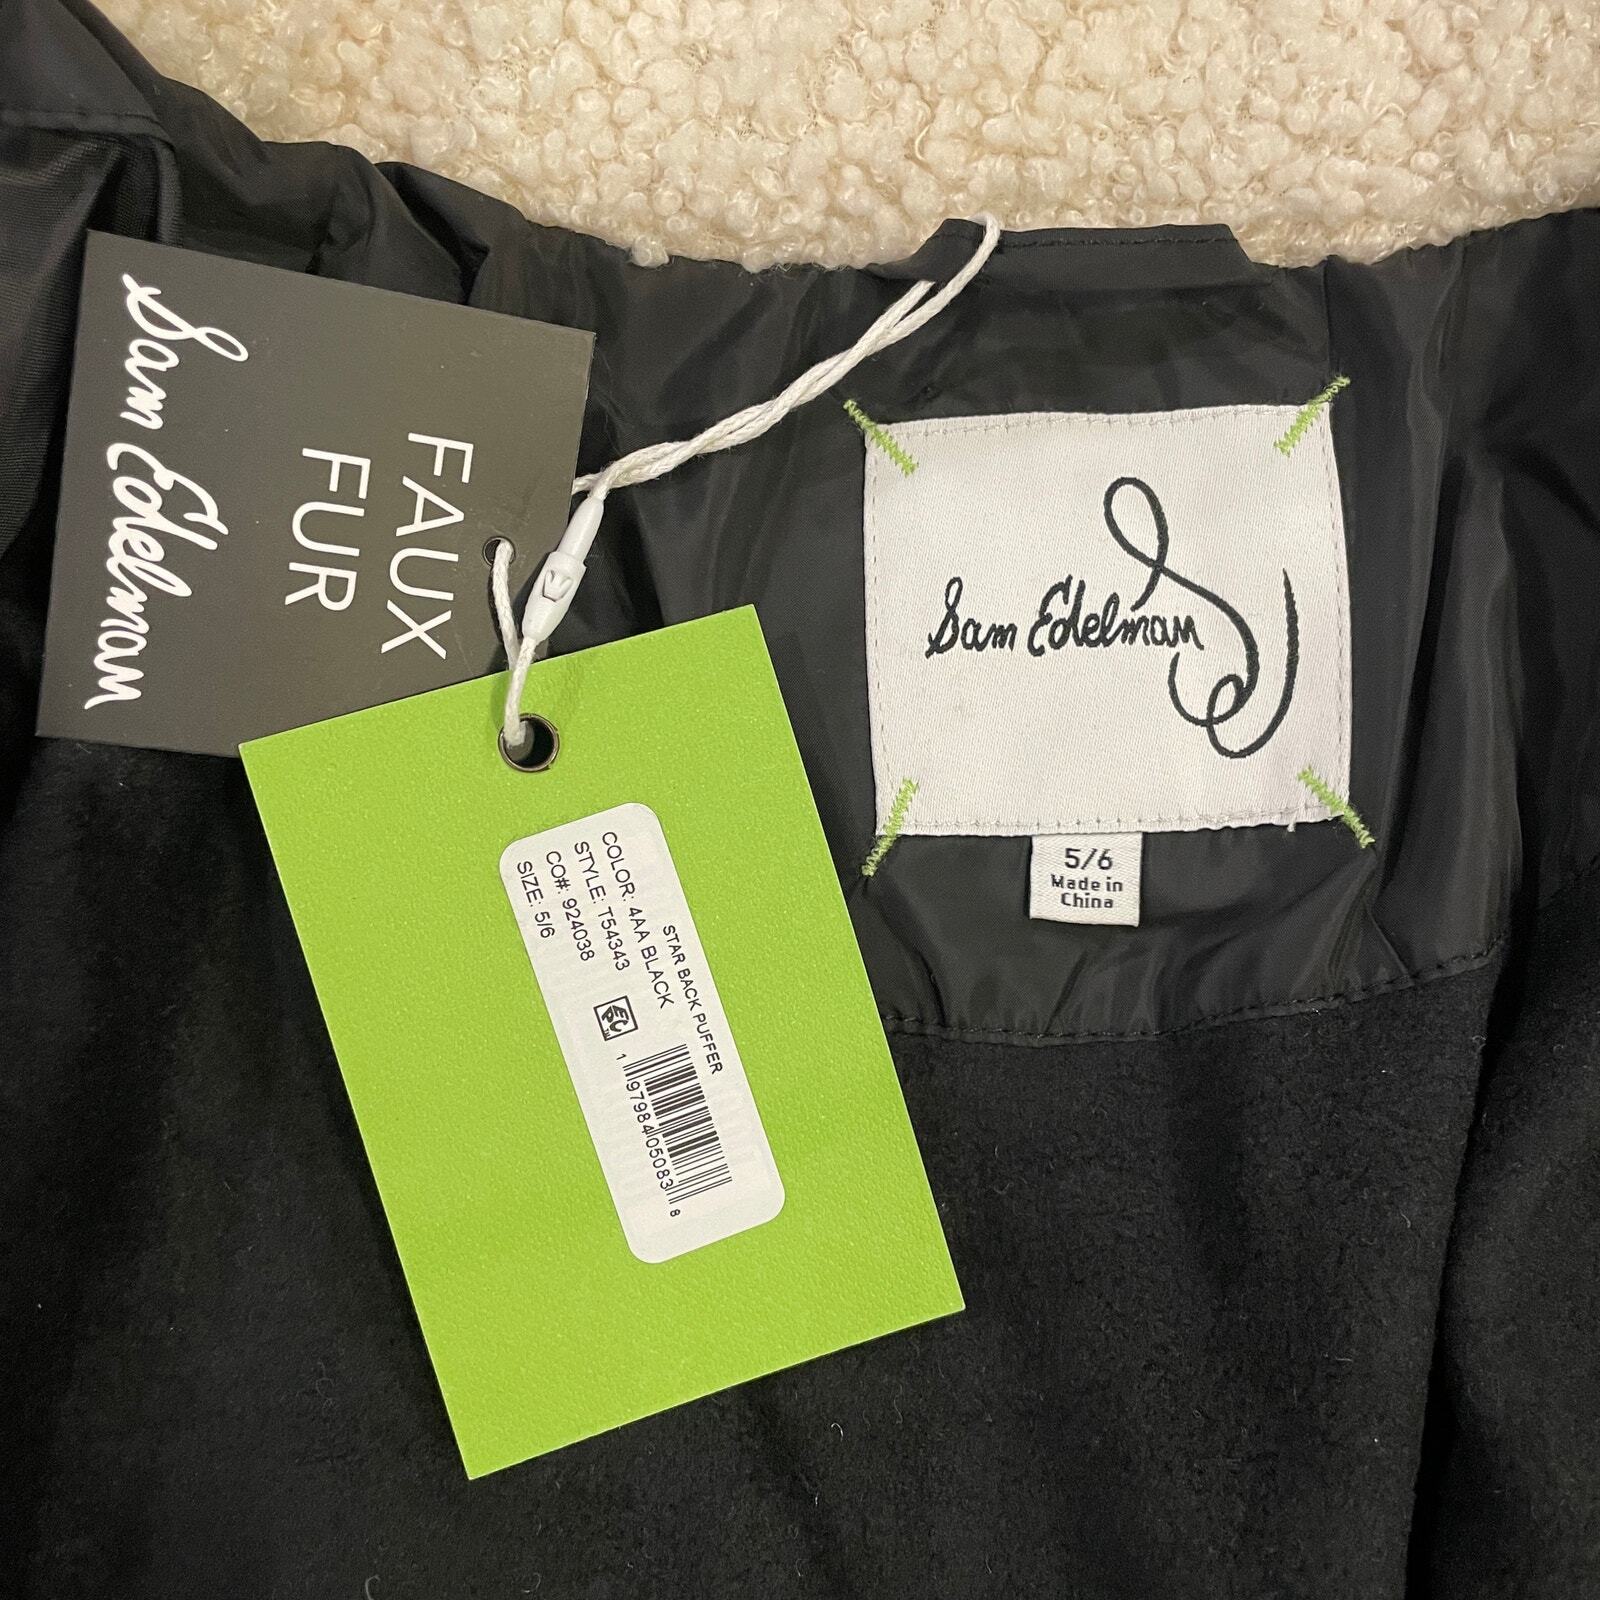 Sam Edelman
FAUX
FUR
STAR BACK PUFFER
COLOR: 4AA BLACK
STYLE: T54343
CO#: 924038
SIZE: 5/6
1 97984 05083 8
Sam Edelman
5/6
Made in
China